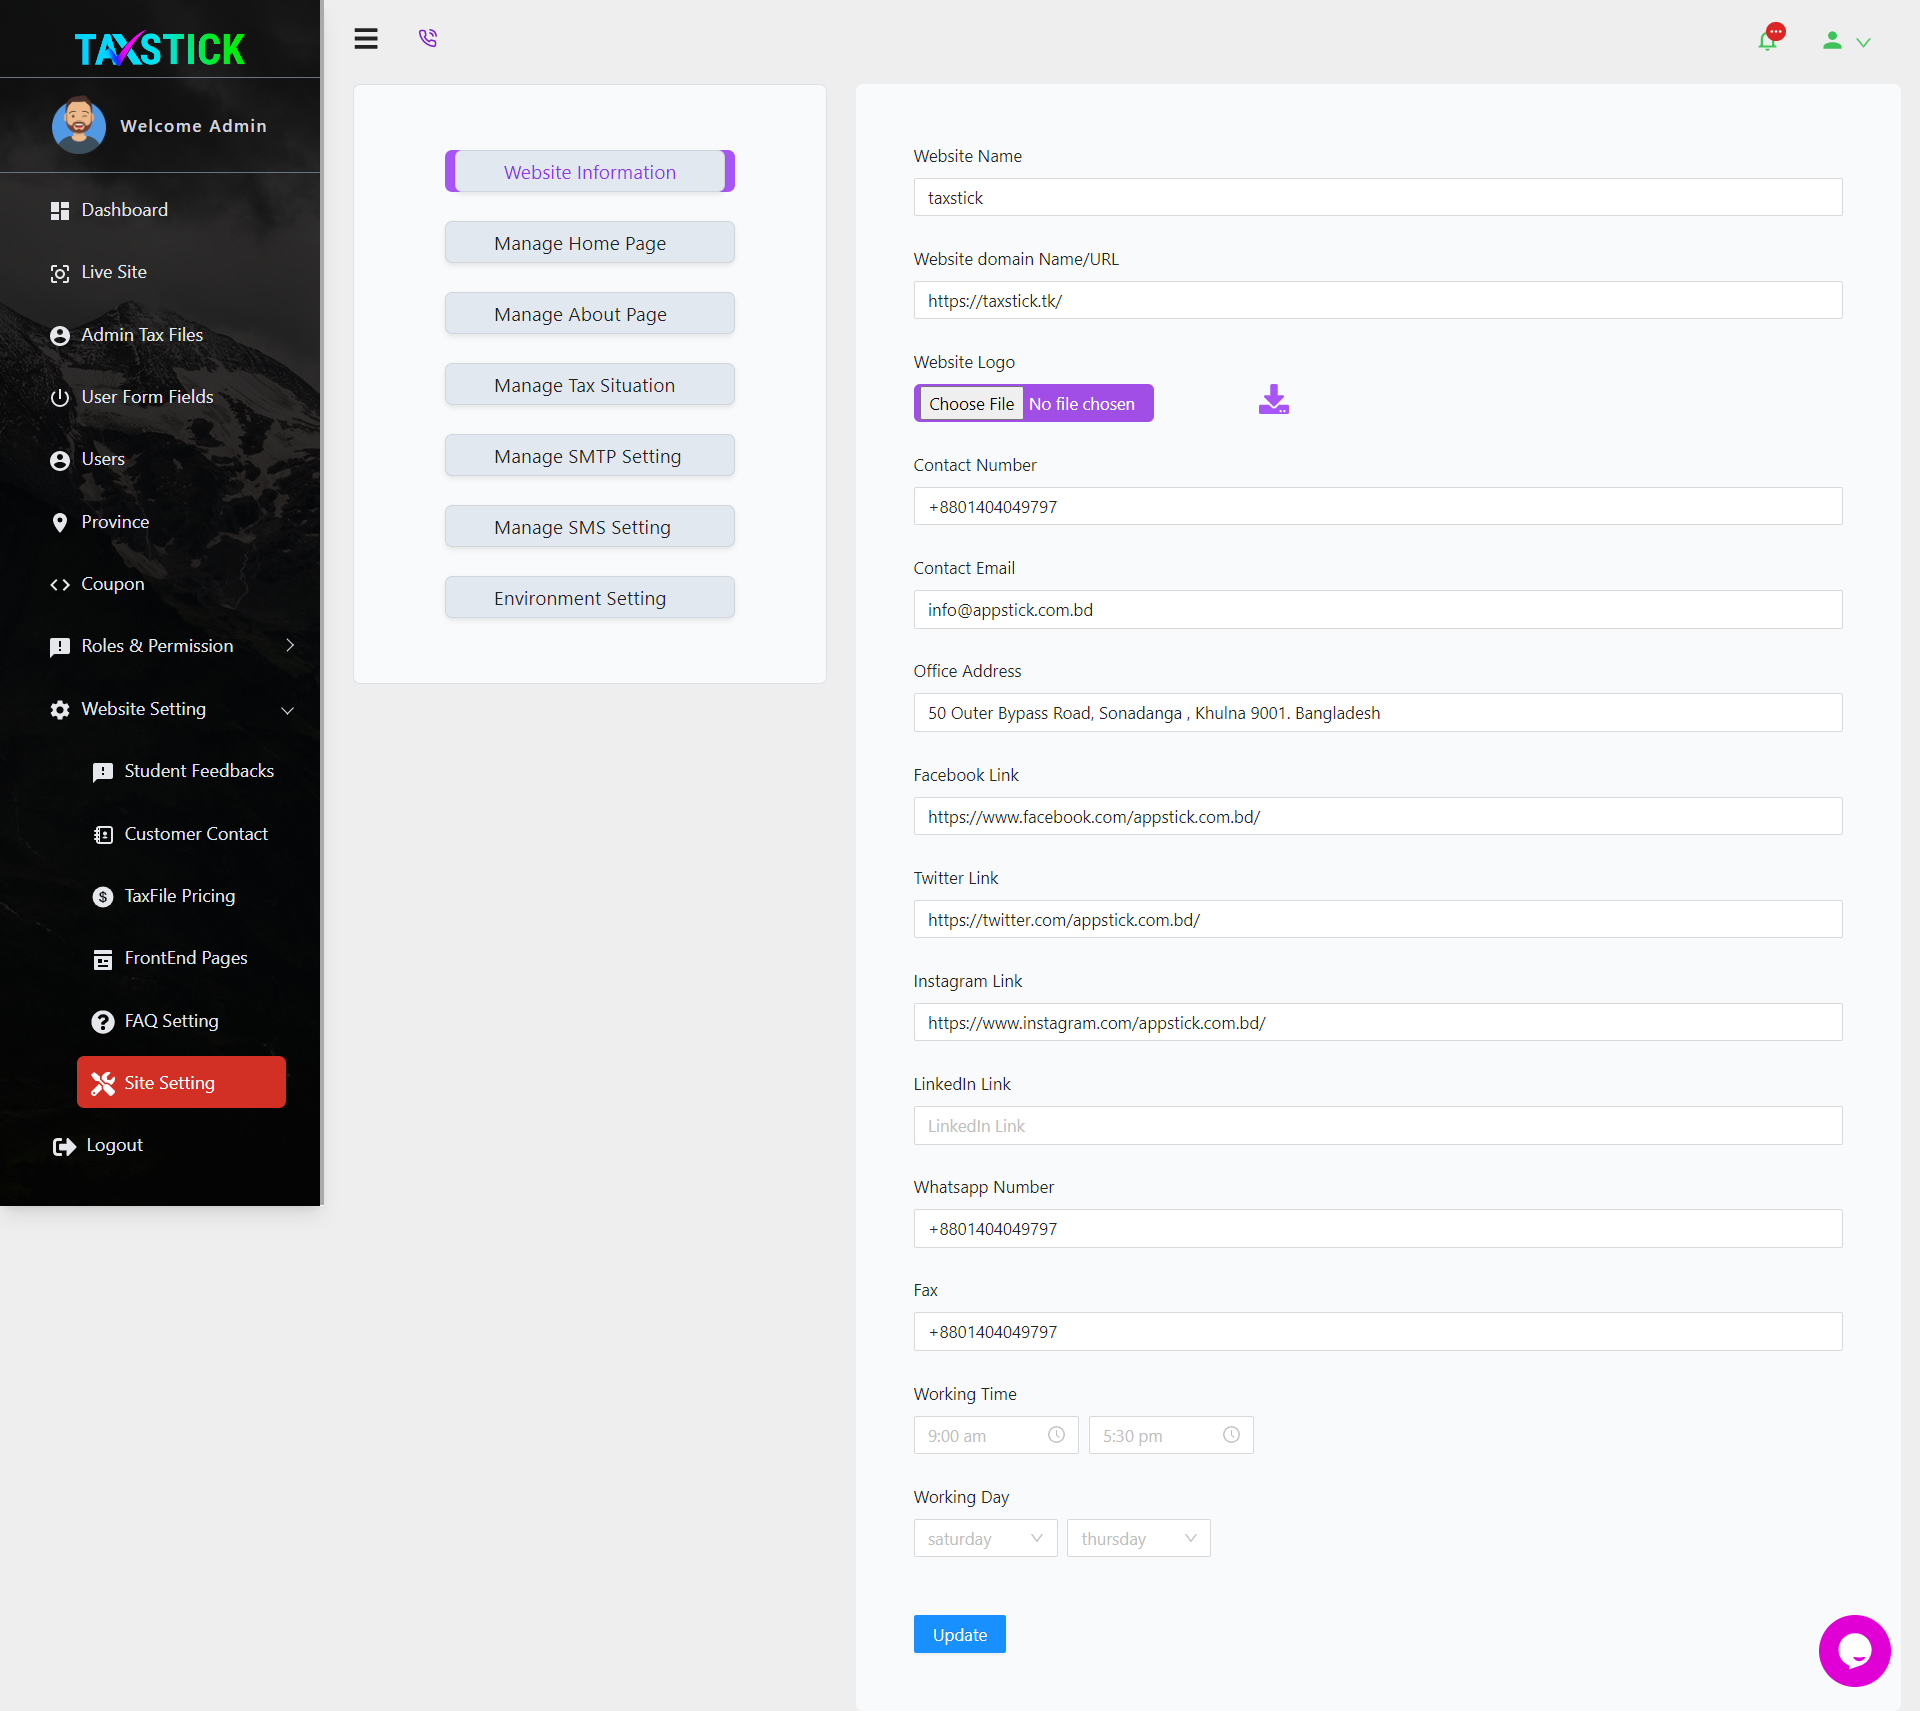 TAXSTICK
Welcome Admin
Dashboard
Live Site
Admin Tax Files
User Form Fields
Users
Province
Coupon
Roles & Permission
Website Setting
Student Feedbacks
Customer Contact
TaxFile Pricing
FrontEnd Pages
FAQ Setting
Site Setting
Logout
Website Information
Manage Home Page
Manage About Page
Manage Tax Situation
Manage SMTP Setting
Manage SMS Setting
Environment Setting
Website Name
taxstick
Website domain Name/URL
https://taxstick.tk/
Website Logo
Choose File No file chosen
Contact Number
+8801404049797
Contact Email
info@appstick.com.bd
Office Address
50 Outer Bypass Road, Sonadanga , Khulna 9001. Bangladesh
Facebook Link
https://www.facebook.com/appstick.com.bd/
Twitter Link
https://twitter.com/appstick.com.bd/
Instagram Link
https://www.instagram.com/appstick.com.bd/
LinkedIn Link
LinkedIn Link
Whatsapp Number
+8801404049797
Fax
+8801404049797
Working Time
9:00 am 5:30 pm
Working Day
saturday thursday
Update